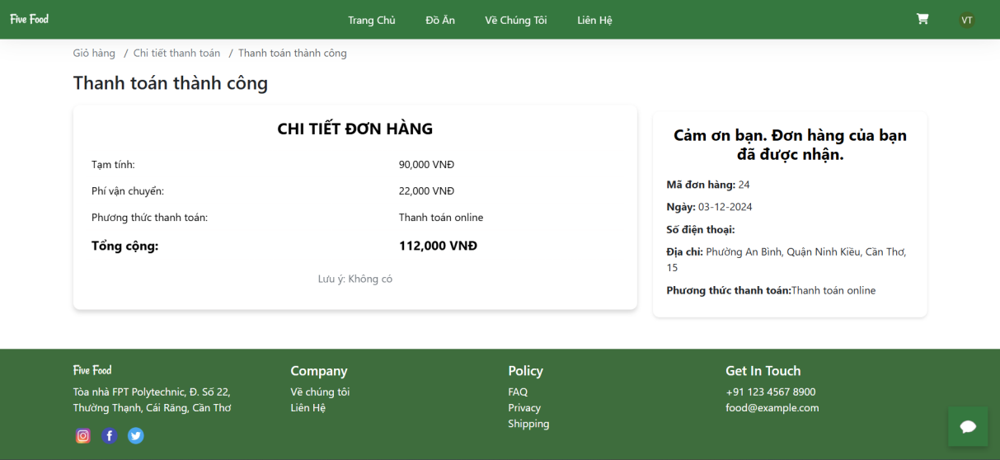 Five Food
Trang Chủ
Đồ Ăn
Về Chúng Tôi
Liên Hệ
VT
Giỏ hàng / Chi tiết thanh toán / Thanh toán thành công
Thanh toán thành công
CHI TIẾT ĐƠN HÀNG
Tạm tính: 90,000 VNĐ
Phí vận chuyển: 22,000 VNĐ
Phương thức thanh toán: Thanh toán online
Tổng cộng: 112,000 VNĐ
Lưu ý: Không có
Cảm ơn bạn. Đơn hàng của bạn
đã được nhận.
Mã đơn hàng: 24
Ngày: 03-12-2024
Số điện thoại:
Địa chỉ: Phường An Bình, Quận Ninh Kiều, Cần Thơ,
15
Phương thức thanh toán:Thanh toán online
Five Food
Tòa nhà FPT Polytechnic, Đ. Số 22,
Thường Thạnh, Cái Răng, Cần Thơ
Company
Về chúng tôi
Liên Hệ
Policy
FAQ
Privacy
Shipping
Get In Touch
+91 123 4567 8900
food@example.com